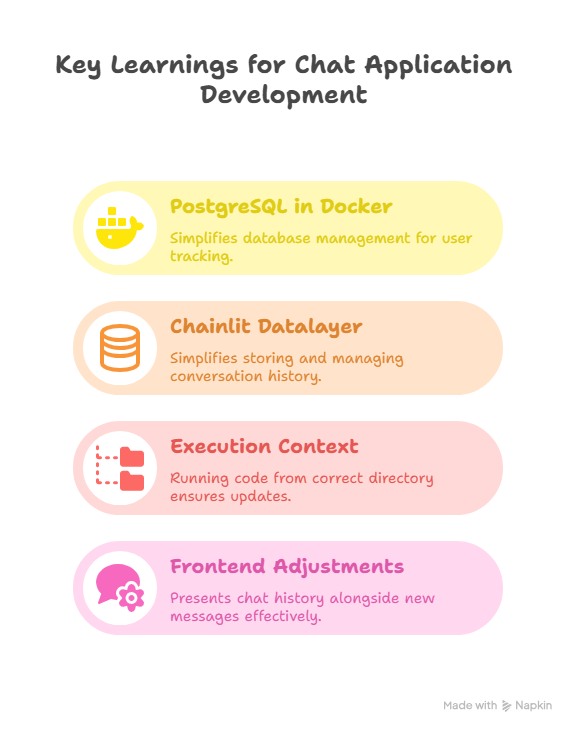 Key Learnings for Chat Application
Development
PostgreSQL in Docker
Simplifies database management for user
tracking.
Chainlit Datalayer
Simplifies storing and managing
conversation history.
Execution Context
Running code from correct directory
ensures updates.
Frontend Adjustments
Presents chat history alongside new
messages effectively.
Made with Napkin